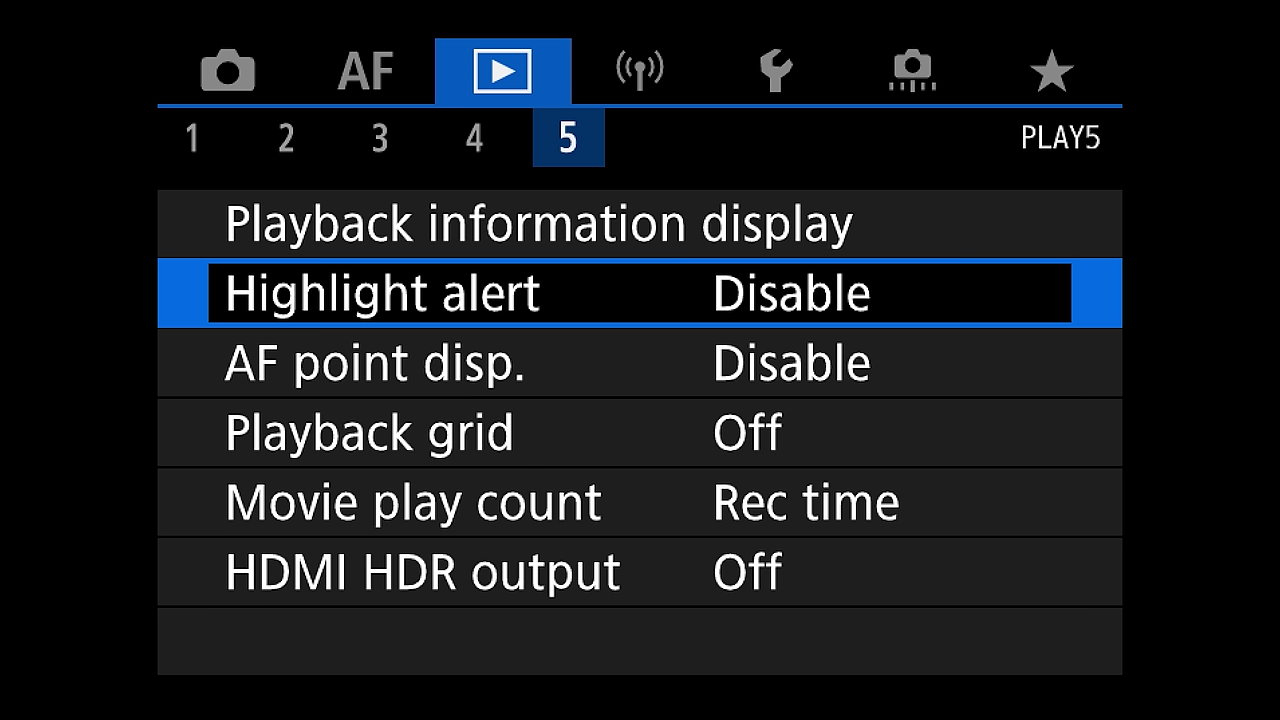 AF
1 2 3 4 5 PLAY5
Playback information display
Highlight alert Disable
AF point disp. Disable
Playback grid Off
Movie play count Rec time
HDMI HDR output Off